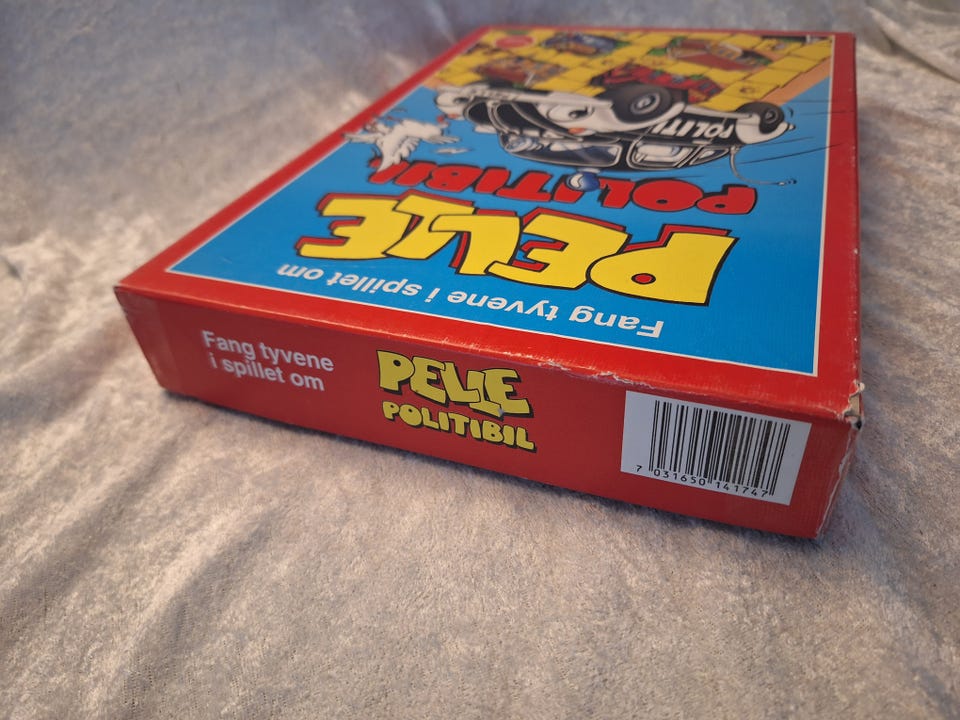 Fang tyvene i spillet om
PELLE
POLITIBIL
POLITI
Fang tyvene
i spillet om
PELLE
POLITIBIL
7 031650 141747